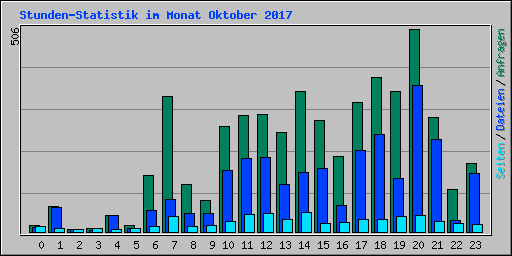 Stunden-Statistik im Monat Oktober 2017
506
Seiten / Dateien / Anfragen
0 1 2 3 4 5 6 7 8 9 10 11 12 13 14 15 16 17 18 19 20 21 22 23